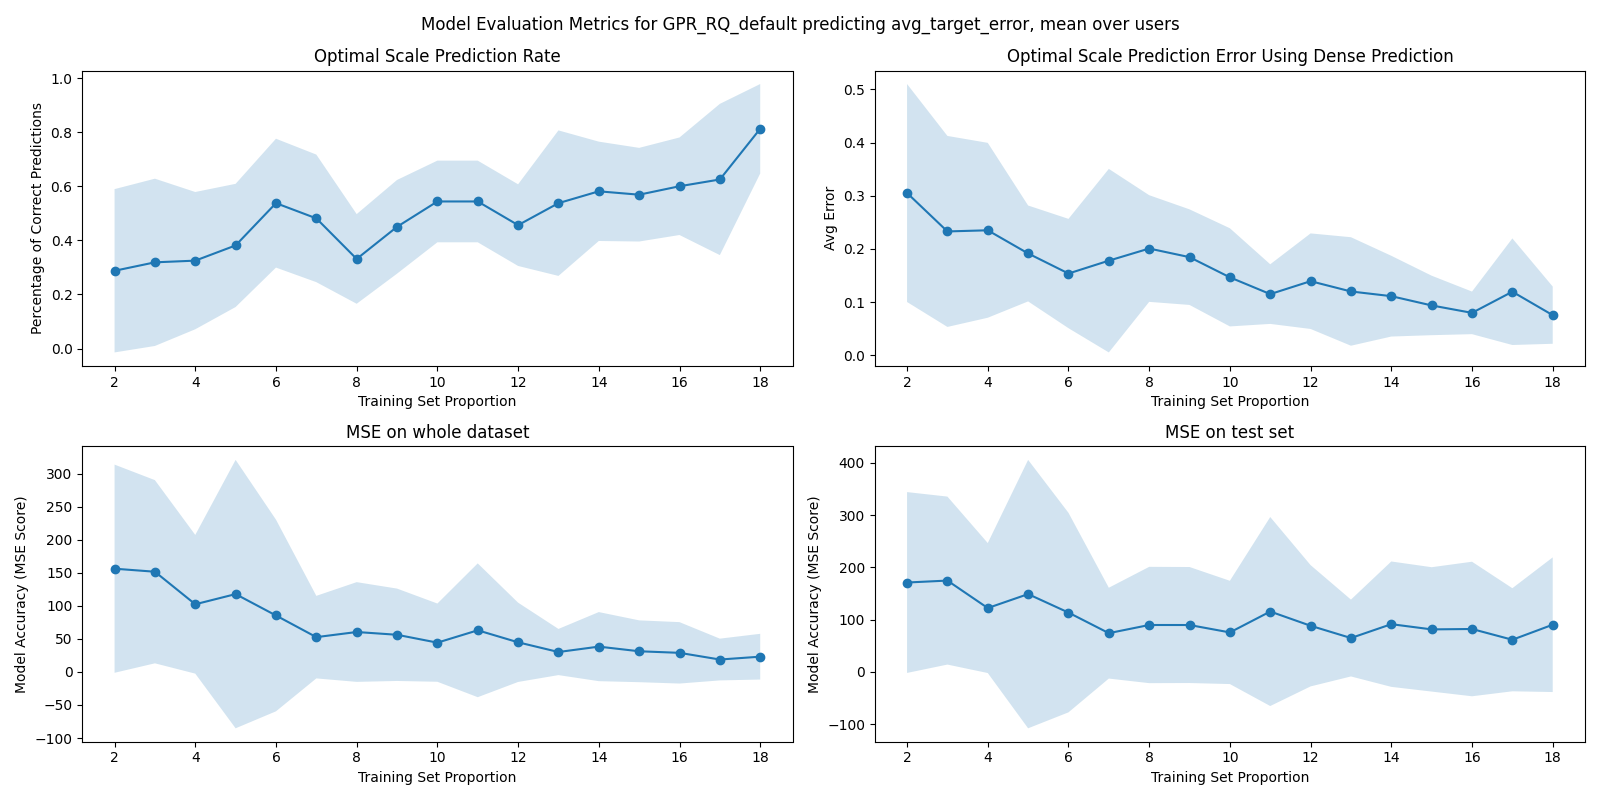 Model Evaluation Metrics for GPR_RQ_default predicting avg_target_error, mean over users
Optimal Scale Prediction Rate
Percentage of Correct Predictions
1.0
0.8
0.6
0.4
0.2
0.0
2 4 6 8 10 12 14 16 18
Training Set Proportion
Optimal Scale Prediction Error Using Dense Prediction
Avg Error
0.5
0.4
0.3
0.2
0.1
0.0
2 4 6 8 10 12 14 16 18
Training Set Proportion
MSE on whole dataset
Model Accuracy (MSE Score)
300
250
200
150
100
50
0
−50
−100
2 4 6 8 10 12 14 16 18
Training Set Proportion
MSE on test set
Model Accuracy (MSE Score)
400
300
200
100
0
−100
2 4 6 8 10 12 14 16 18
Training Set Proportion